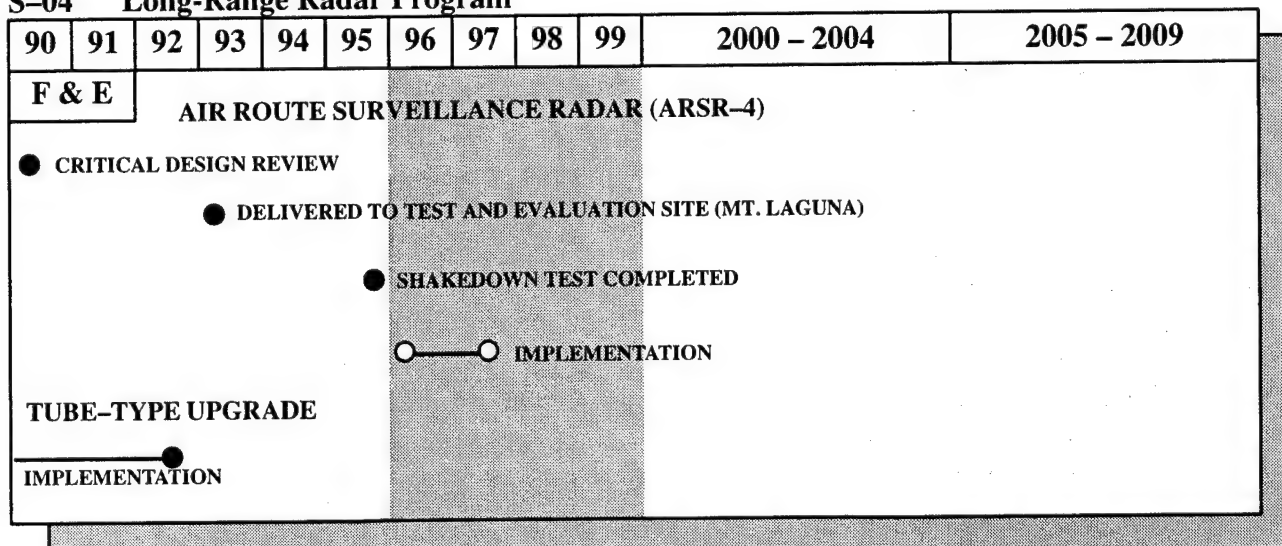 S–04 Long-Range Radar Program
90 91 92 93 94 95 96 97 98 99 2000 – 2004 2005 – 2009
F & E
AIR ROUTE SURVEILLANCE RADAR (ARSR–4)
CRITICAL DESIGN REVIEW
DELIVERED TO TEST AND EVALUATION SITE (MT. LAGUNA)
SHAKEDOWN TEST COMPLETED
IMPLEMENTATION
TUBE–TYPE UPGRADE
IMPLEMENTATION